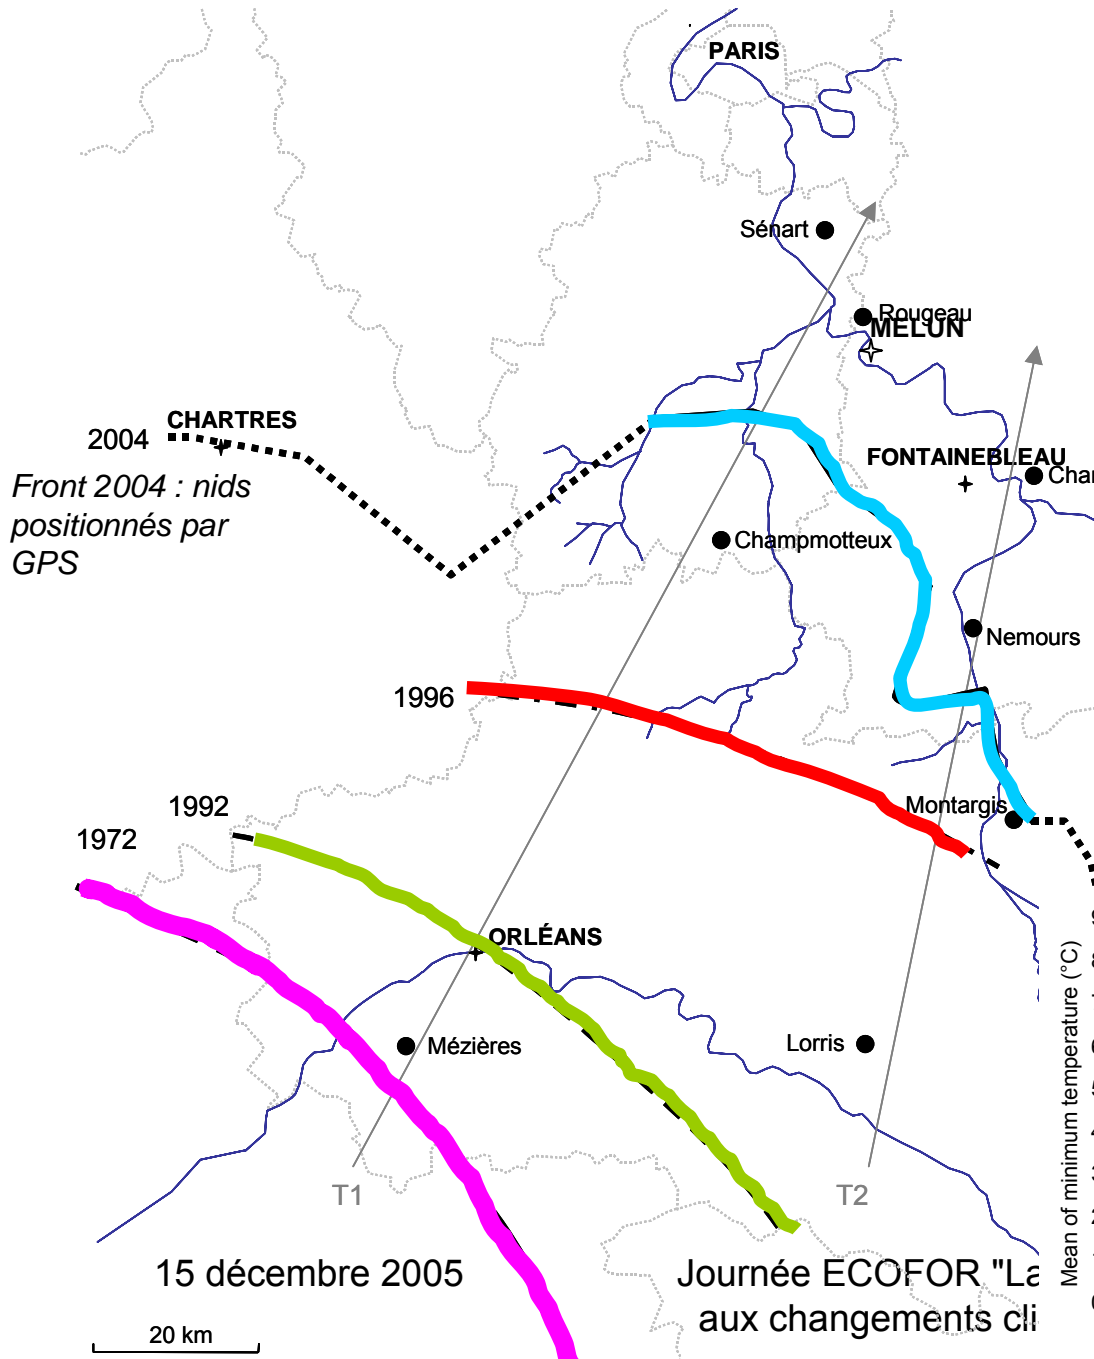 PARIS
Sénart
Rougeau
MELUN
CHARTRES
2004
Front 2004 : nids
positionnés par
GPS
FONTAINEBLEAU
Char
Champmotteux
Nemours
1996
Montargis
1992
1972
ORLÉANS
Mézières
Lorris
T1
T2
15 décembre 2005
Journée ECOFOR "La
aux changements cli
20 km
Mean of minimum temperature (°C)